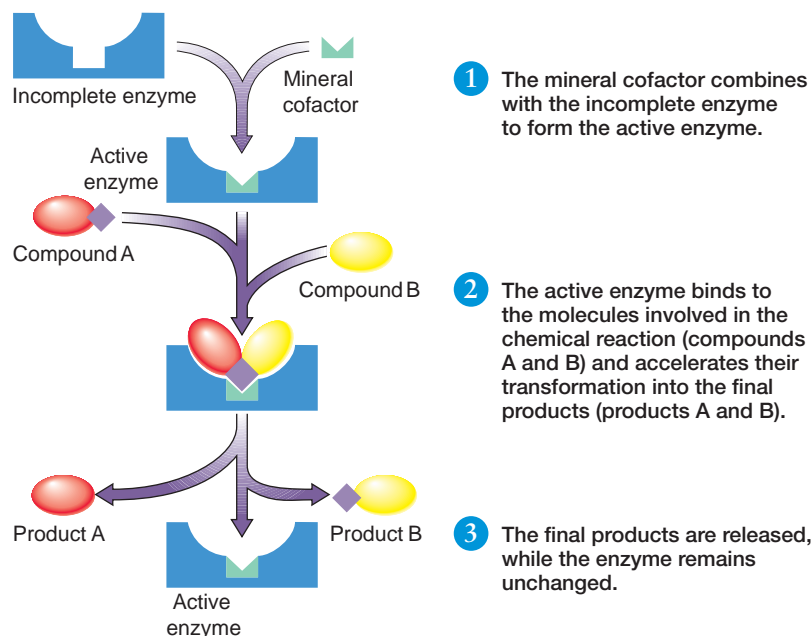 Incomplete enzyme
Mineral
cofactor
1 The mineral cofactor combines
with the incomplete enzyme
to form the active enzyme.
Active
enzyme
Compound A
Compound B
2 The active enzyme binds to
the molecules involved in the
chemical reaction (compounds
A and B) and accelerates their
transformation into the final
products (products A and B).
Product A
Product B
3 The final products are released,
while the enzyme remains
unchanged.
Active
enzyme